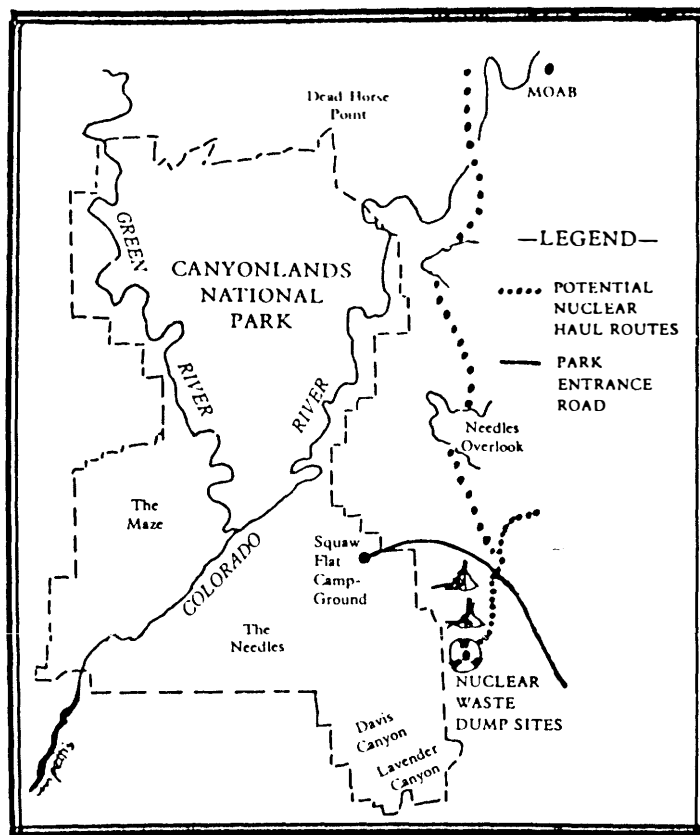 Dead Horse
Point
MOAB
GREEN
RIVER
CANYONLANDS
NATIONAL
PARK
—LEGEND—
POTENTIAL
NUCLEAR
HAUL ROUTES
PARK
ENTRANCE
ROAD
RIVER
Needles
Overlook
The
Maze
COLORADO
Squaw
Flat
Camp-
Ground
The
Needles
NUCLEAR
WASTE
DUMP SITES
Davis
Canyon
Lavender
Canyon